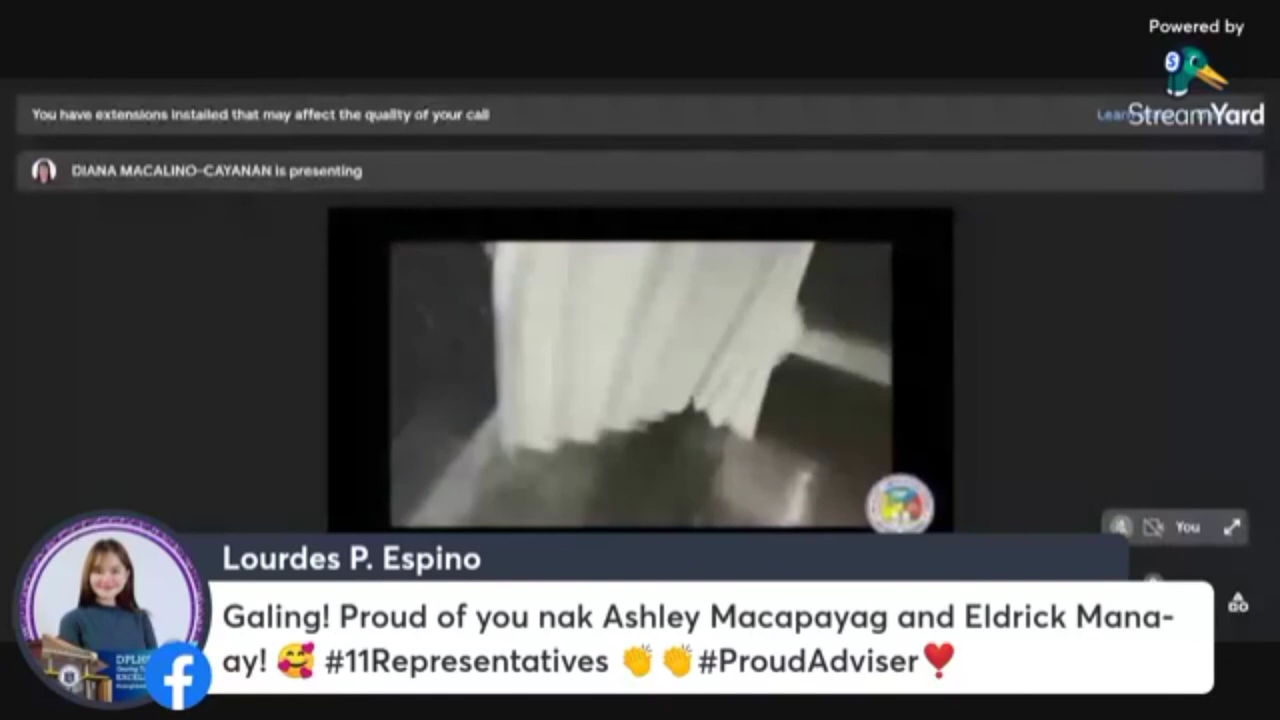 Powered by
StreamYard
You have extensions installed that may affect the quality of your call
DIANA MACALINO-CAYANAN is presenting
You
Lourdes P. Espino
Galing! Proud of you nak Ashley Macapayag and Eldrick Mana-
ay! 🥰 #11Representatives 👏👏#ProudAdviser❣️